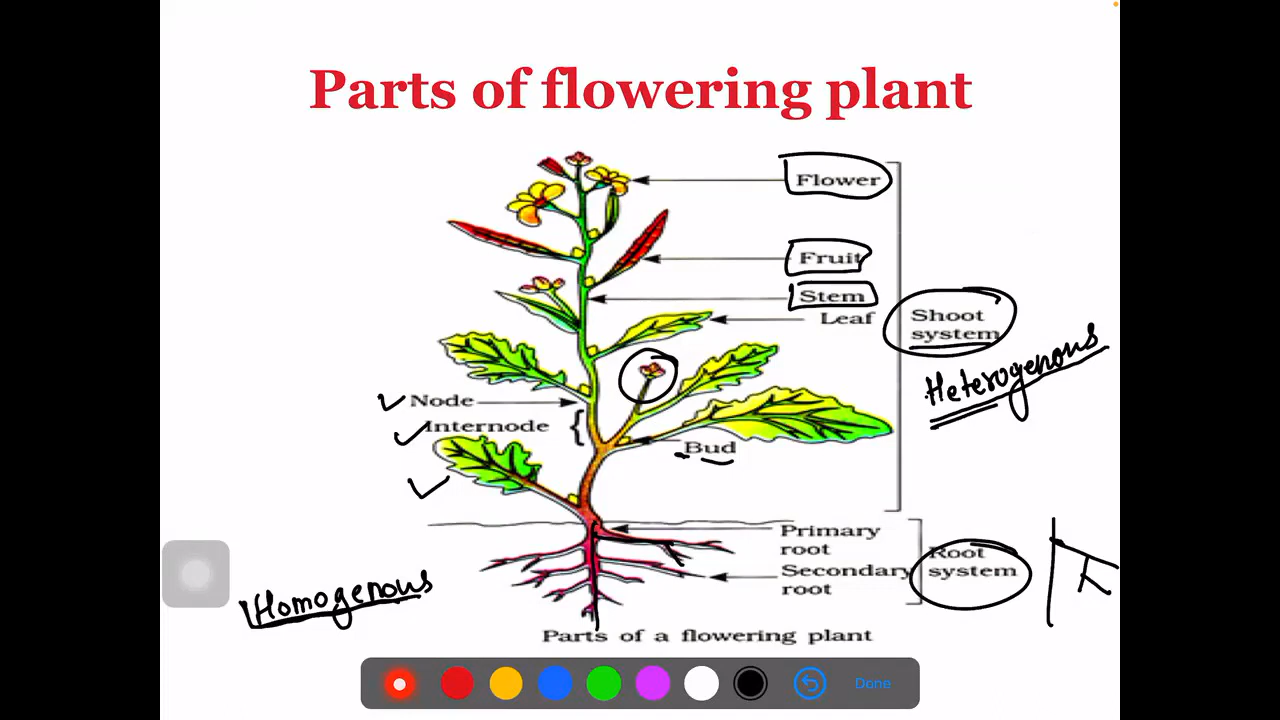 Parts of flowering plant
Flower
Fruit
Stem
Leaf
Shoot
system
Heterogenous
Node
Internode
Bud
Primary
root
Secondary
root
Root
system
Homogenous
Parts of a flowering plant
Done